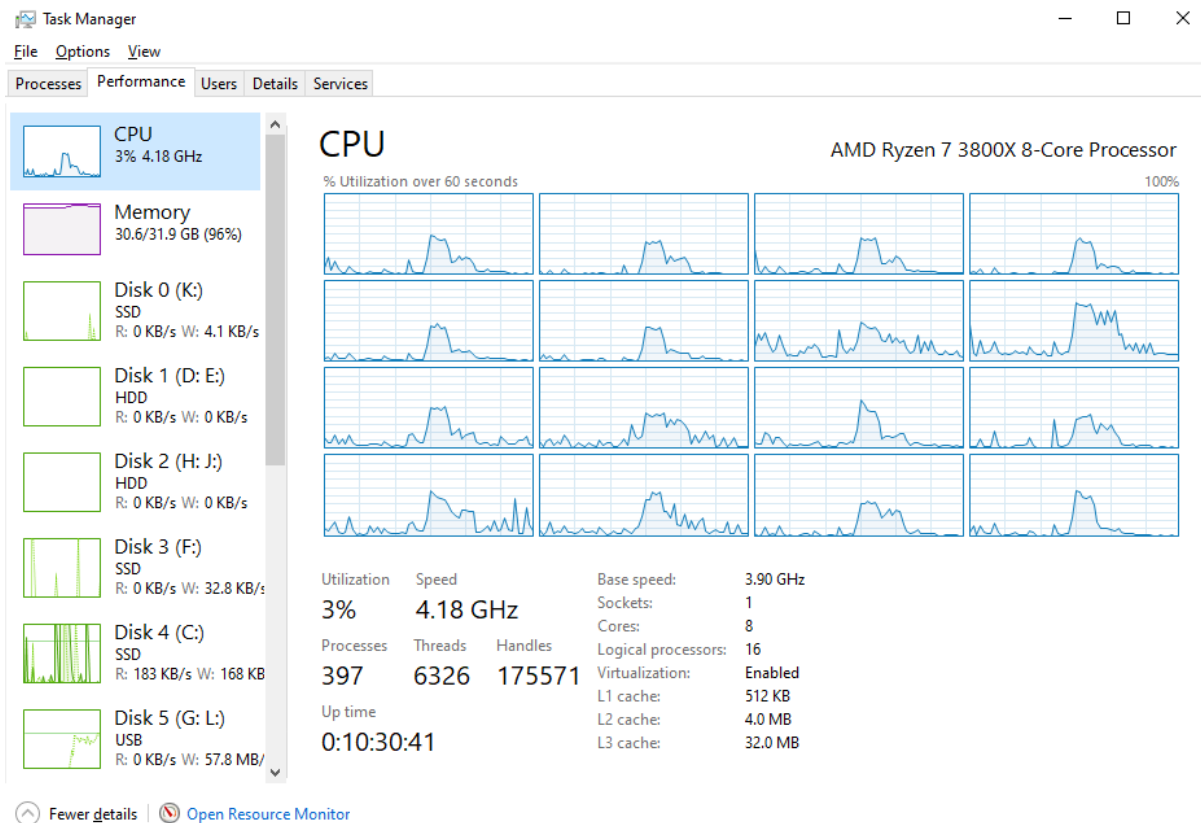 Task Manager
File Options View
Processes Performance Users Details Services
CPU
3% 4.18 GHz
Memory
30.6/31.9 GB (96%)
Disk 0 (K:)
SSD
R: 0 KB/s W: 4.1 KB/s
Disk 1 (D: E:)
HDD
R: 0 KB/s W: 0 KB/s
Disk 2 (H: J:)
HDD
R: 0 KB/s W: 0 KB/s
Disk 3 (F:)
SSD
R: 0 KB/s W: 32.8 KB/s
Disk 4 (C:)
SSD
R: 183 KB/s W: 168 KB
Disk 5 (G: L:)
USB
R: 0 KB/s W: 57.8 MB/
CPU AMD Ryzen 7 3800X 8-Core Processor
% Utilization over 60 seconds 100%
Utilization Speed
3% 4.18 GHz
Processes Threads Handles
397 6326 175571
Up time
0:10:30:41
Base speed: 3.90 GHz
Sockets: 1
Cores: 8
Logical processors: 16
Virtualization: Enabled
L1 cache: 512 KB
L2 cache: 4.0 MB
L3 cache: 32.0 MB
Fewer details Open Resource Monitor